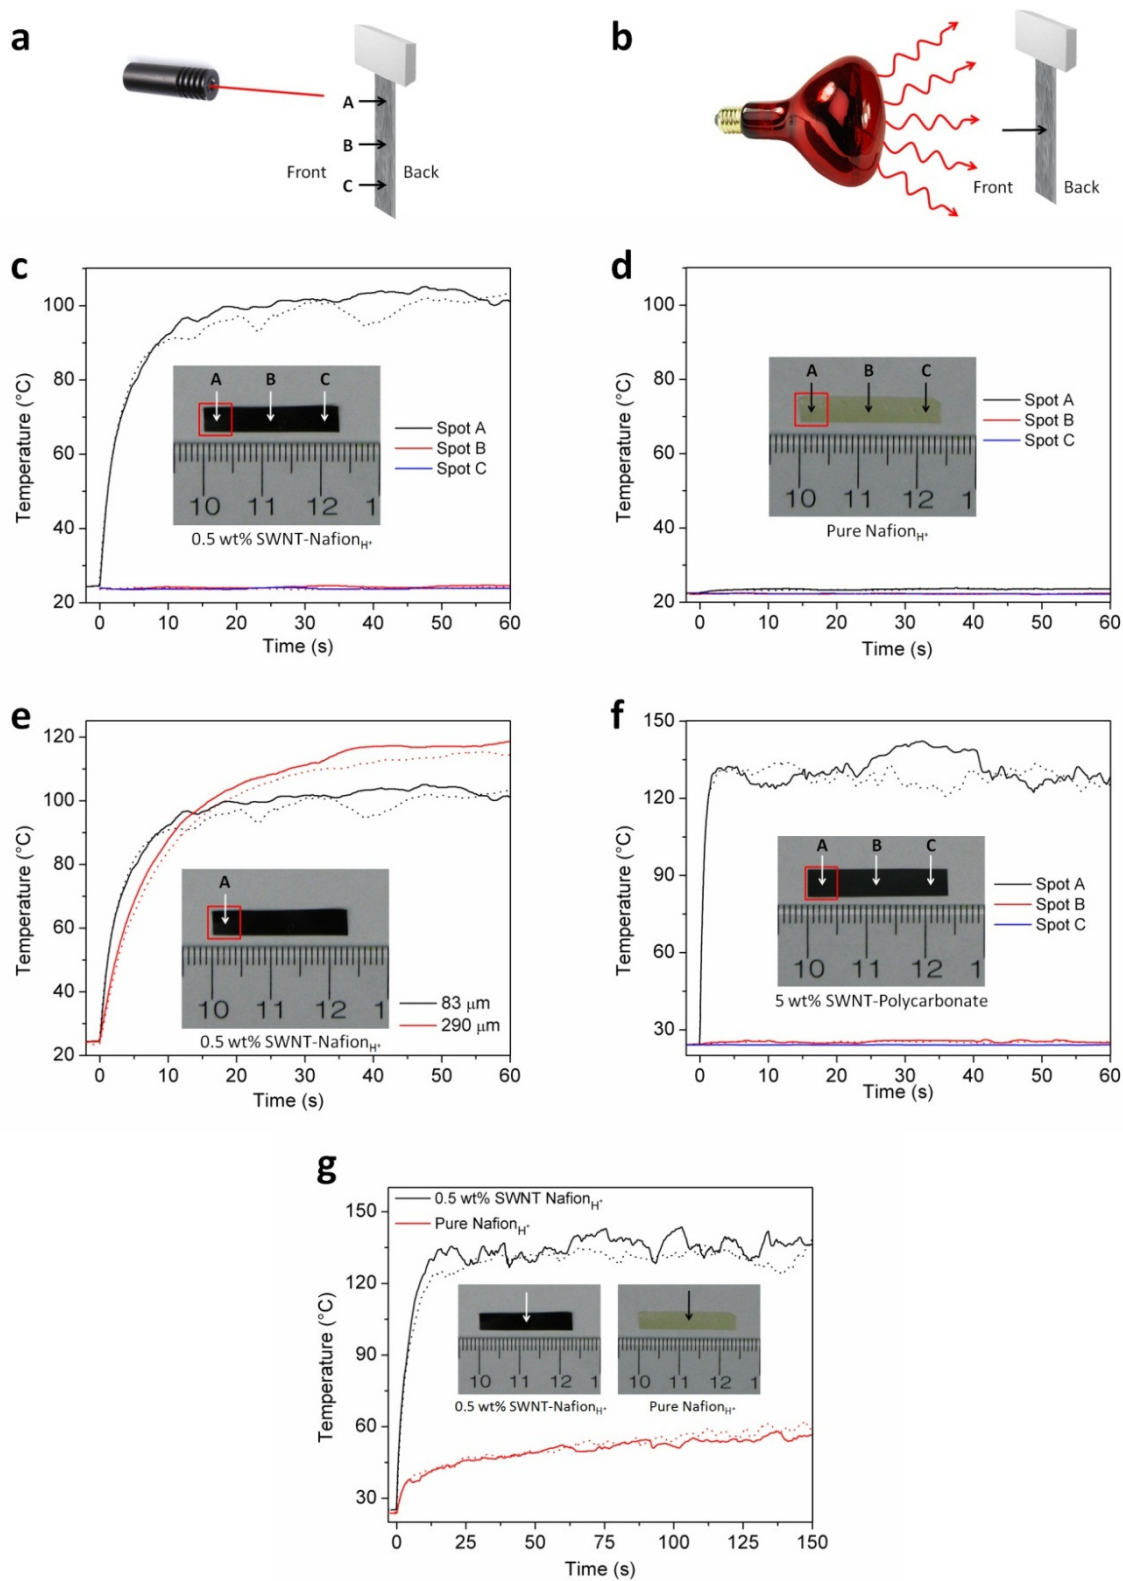 a
A
B
C
Front
Back
b
Front
Back
c
Temperature (°C)
100
80
60
40
20
A B C
10 11 12 1
0.5 wt% SWNT-Nafion_H⁺
Spot A
Spot B
Spot C
0 10 20 30 40 50 60
Time (s)
d
Temperature (°C)
100
80
60
40
20
A B C
10 11 12 1
Pure Nafion_H⁺
Spot A
Spot B
Spot C
0 10 20 30 40 50 60
Time (s)
e
Temperature (°C)
120
100
80
60
40
20
A
10 11 12 1
0.5 wt% SWNT-Nafion_H⁺
83 μm
290 μm
0 10 20 30 40 50 60
Time (s)
f
Temperature (°C)
150
120
90
60
30
A B C
10 11 12 1
5 wt% SWNT-Polycarbonate
Spot A
Spot B
Spot C
0 10 20 30 40 50 60
Time (s)
g
0.5 wt% SWNT Nafion_H⁺
Pure Nafion_H⁺
Temperature (°C)
150
120
90
60
30
10 11 12 1
0.5 wt% SWNT-Nafion_H⁺
10 11 12 1
Pure Nafion_H⁺
0 25 50 75 100 125 150
Time (s)